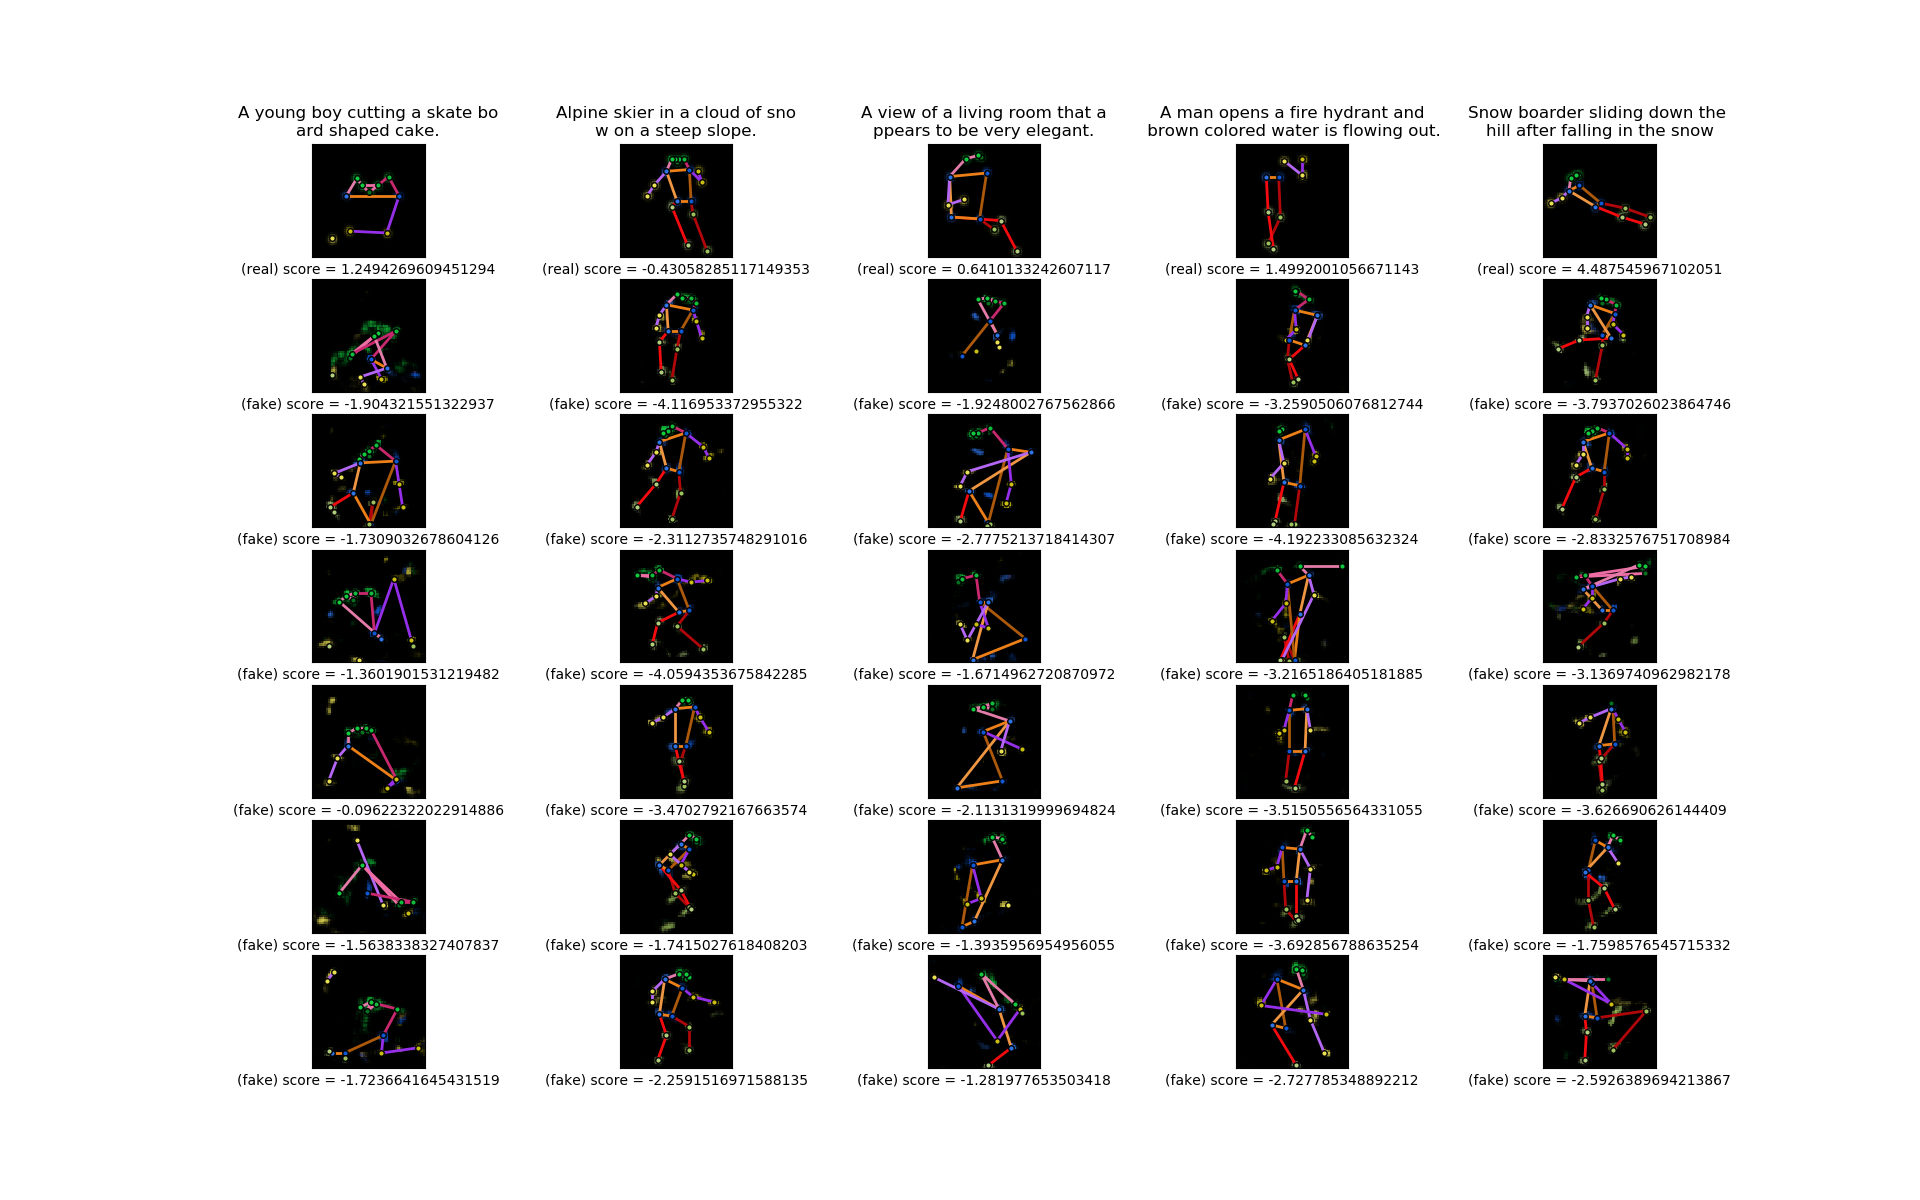 A young boy cutting a skate bo
ard shaped cake.
Alpine skier in a cloud of sno
w on a steep slope.
A view of a living room that a
ppears to be very elegant.
A man opens a fire hydrant and
brown colored water is flowing out.
Snow boarder sliding down the
hill after falling in the snow
(real) score = 1.2494269609451294
(real) score = -0.43058285117149353
(real) score = 0.6410133242607117
(real) score = 1.4992001056671143
(real) score = 4.487545967102051
(fake) score = -1.904321551322937
(fake) score = -4.116953372955322
(fake) score = -1.9248002767562866
(fake) score = -3.2590506076812744
(fake) score = -3.7937026023864746
(fake) score = -1.7309032678604126
(fake) score = -2.3112735748291016
(fake) score = -2.7775213718414307
(fake) score = -4.192233085632324
(fake) score = -2.8332576751708984
(fake) score = -1.3601901531219482
(fake) score = -4.0594353675842285
(fake) score = -1.6714962720870972
(fake) score = -3.2165186405181885
(fake) score = -3.1369740962982178
(fake) score = -0.09622322022914886
(fake) score = -3.4702792167663574
(fake) score = -2.1131319999694824
(fake) score = -3.5150556564331055
(fake) score = -3.626690626144409
(fake) score = -1.5638338327407837
(fake) score = -1.7415027618408203
(fake) score = -1.3935956954956055
(fake) score = -3.692856788635254
(fake) score = -1.7598576545715332
(fake) score = -1.7236641645431519
(fake) score = -2.2591516971588135
(fake) score = -1.281977653503418
(fake) score = -2.727785348892212
(fake) score = -2.5926389694213867